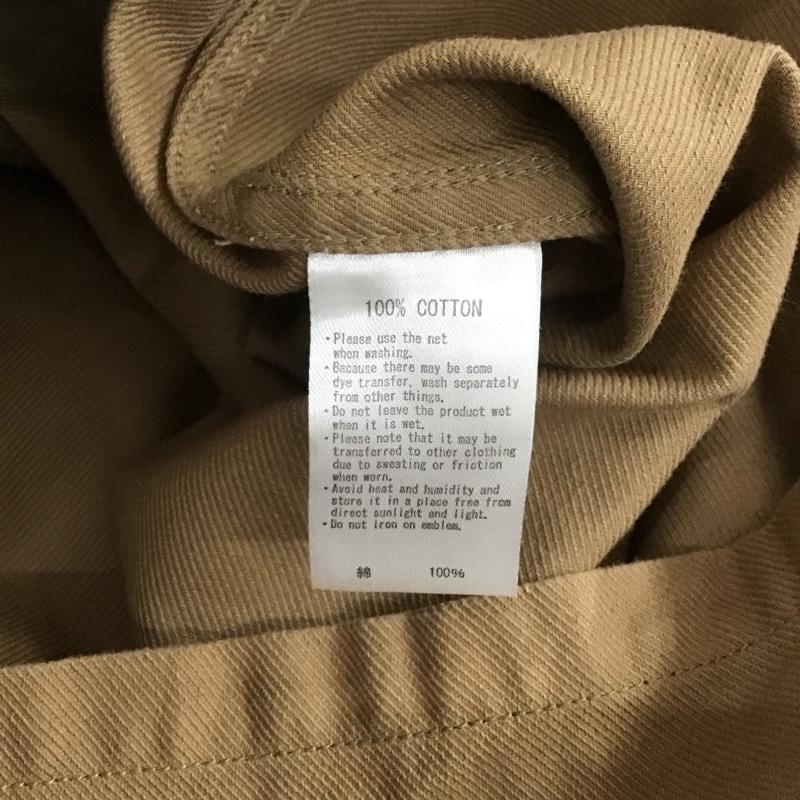 100% COTTON
・Please use the net
when washing.
・Because there may be some
dye transfer, wash separately
from other things.
・Do not leave the product wet
when it is wet.
・Please note that it may be
transferred to other clothing
due to sweating or friction
when worn.
・Avoid heat and humidity and
store it in a place free from
direct sunlight and light.
・Do not iron on emblem.
綿 100%